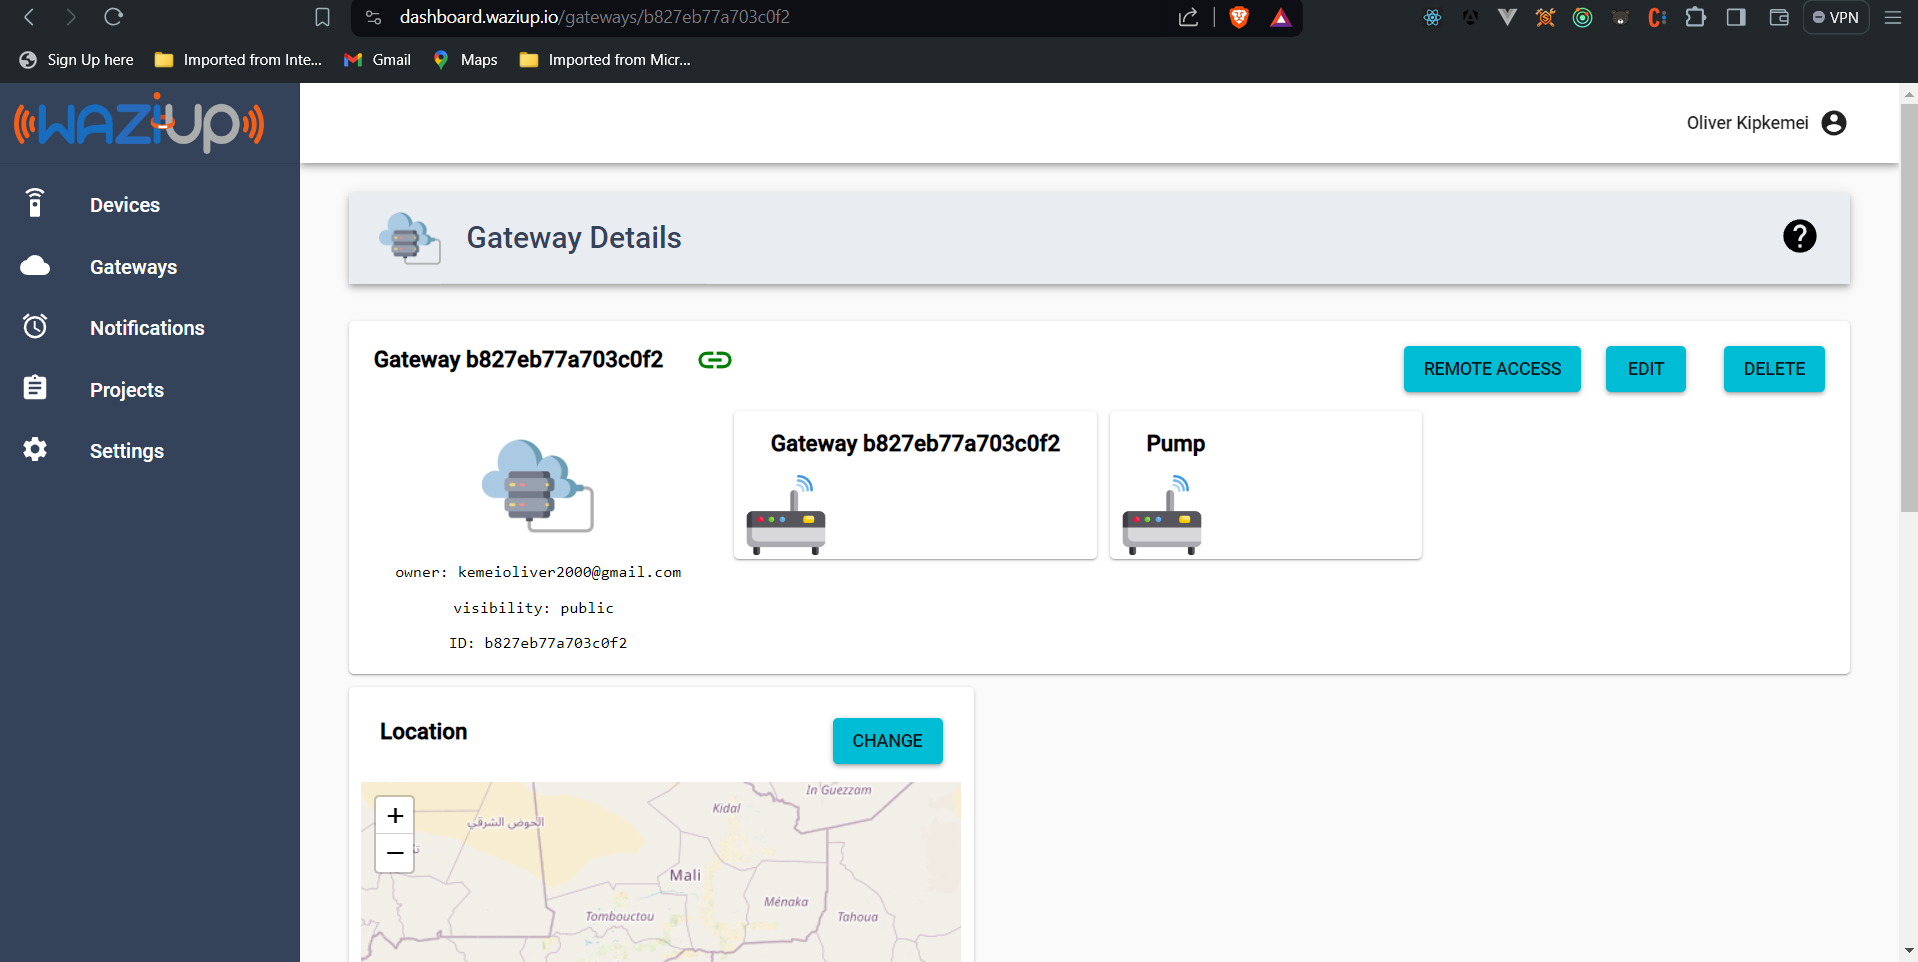 dashboard.waziup.io/gateways/b827eb77a703c0f2
VPN
Sign Up here
Imported from Inte...
Gmail
Maps
Imported from Micr...
WAZIUP
Oliver Kipkemei
Devices
Gateways
Notifications
Projects
Settings
Gateway Details
?
Gateway b827eb77a703c0f2
REMOTE ACCESS
EDIT
DELETE
Gateway b827eb77a703c0f2
Pump
owner: kemeioliver2000@gmail.com
visibility: public
ID: b827eb77a703c0f2
Location
CHANGE
+
−
In Guezzam
Kidal
الحوض الشرقي
Mali
Ménaka
Tombouctou
Tahoua